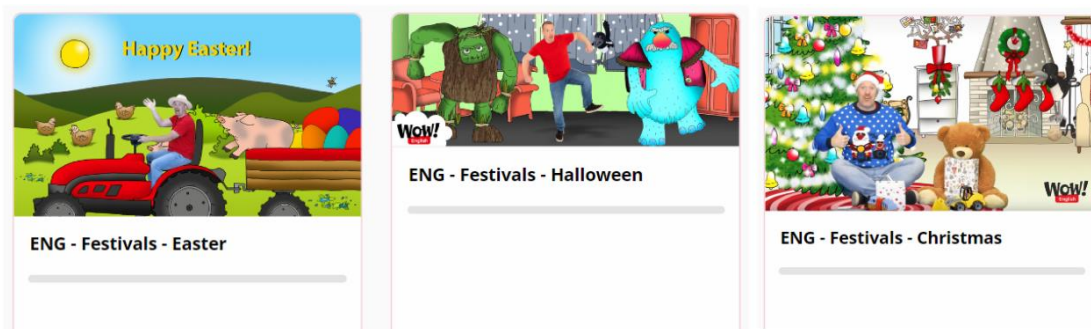 Happy Easter!
ENG - Festivals - Easter
WOW!
English
ENG - Festivals - Halloween
WOW!
English
ENG - Festivals - Christmas